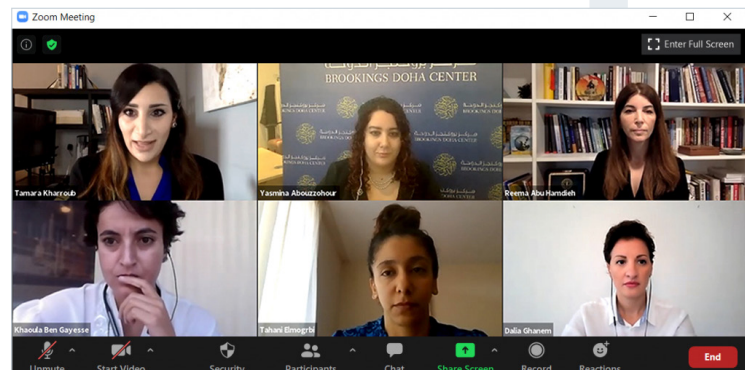 Zoom Meeting
Enter Full Screen
BROOKINGS DOHA CENTER
Tamara Kharroub
Yasmina Abouzzohour
Reema Abu Hamdieh
Khaoula Ben Gayesse
Tahani Elmogrbi
Dalia Ghanem
Unmute
Start Video
Security
Participants
Chat
Share Screen
Record
Reactions
End